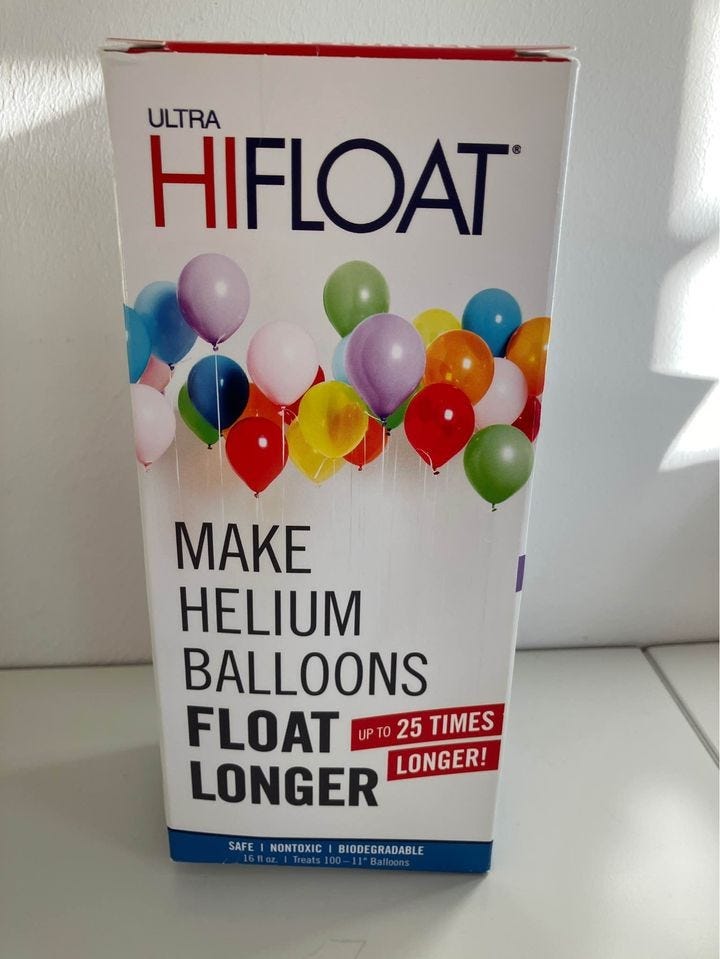 ULTRA
HIFLOAT®
MAKE
HELIUM
BALLOONS
FLOAT
LONGER
UP TO 25 TIMES
LONGER!
SAFE | NONTOXIC | BIODEGRADABLE
16 fl oz. | Treats 100 – 11" Balloons